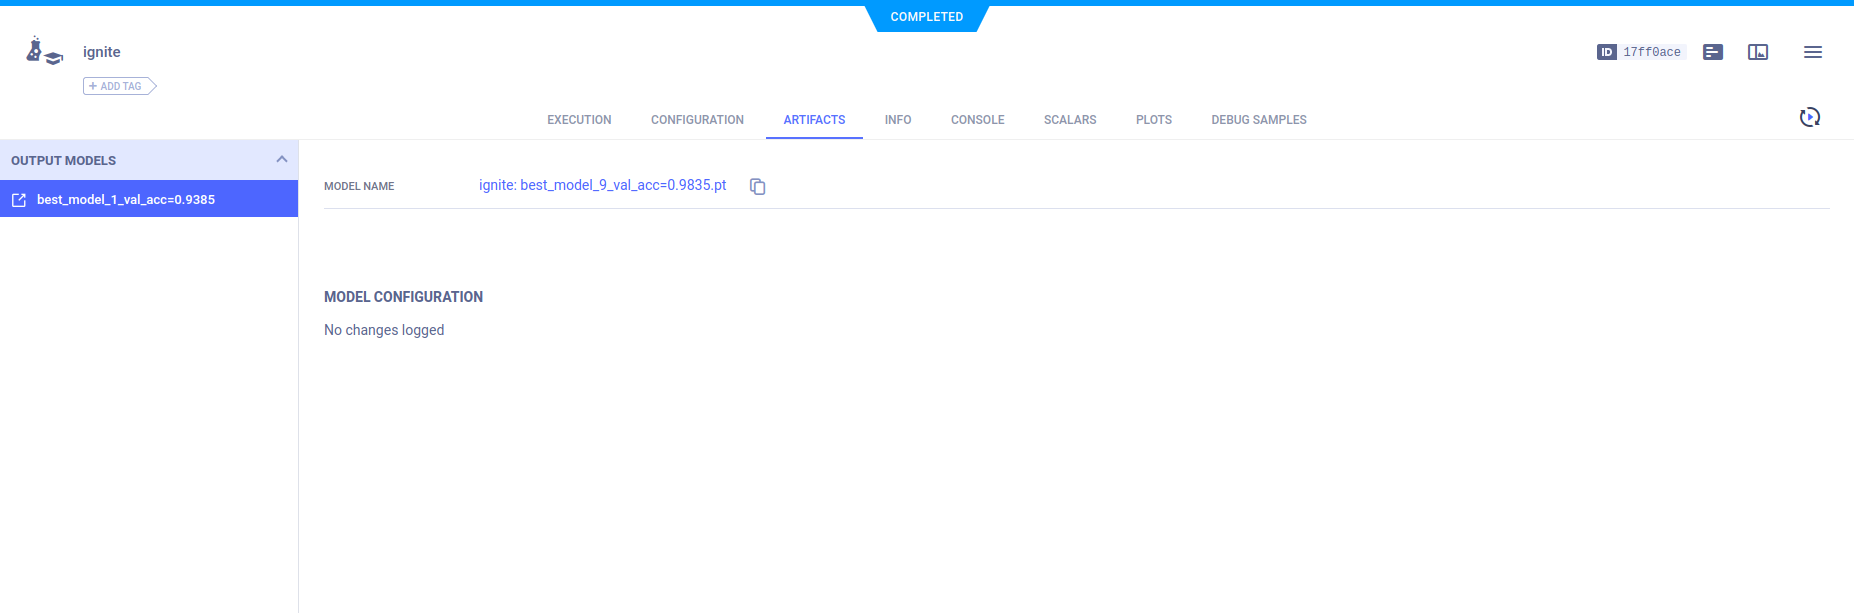 COMPLETED
ignite
ID 17ff0ace
+ ADD TAG
EXECUTION CONFIGURATION ARTIFACTS INFO CONSOLE SCALARS PLOTS DEBUG SAMPLES
OUTPUT MODELS
best_model_1_val_acc=0.9385
MODEL NAME ignite: best_model_9_val_acc=0.9835.pt
MODEL CONFIGURATION
No changes logged